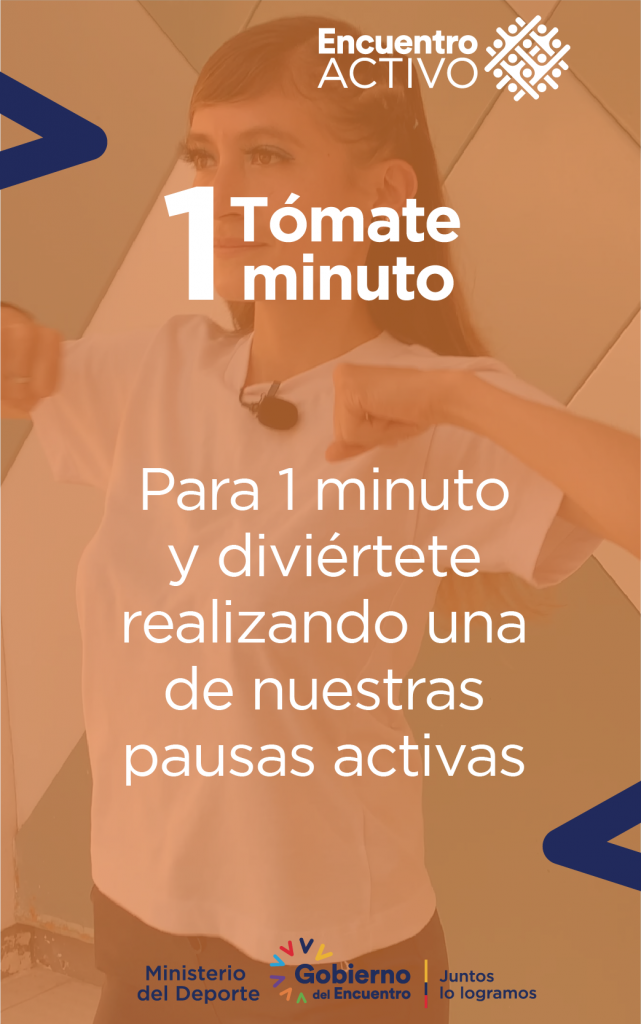 Encuentro
ACTIVO
1 Tómate
minuto
Para 1 minuto
y diviértete
realizando una
de nuestras
pausas activas
Ministerio
del Deporte
Gobierno
del Encuentro
Juntos
lo logramos